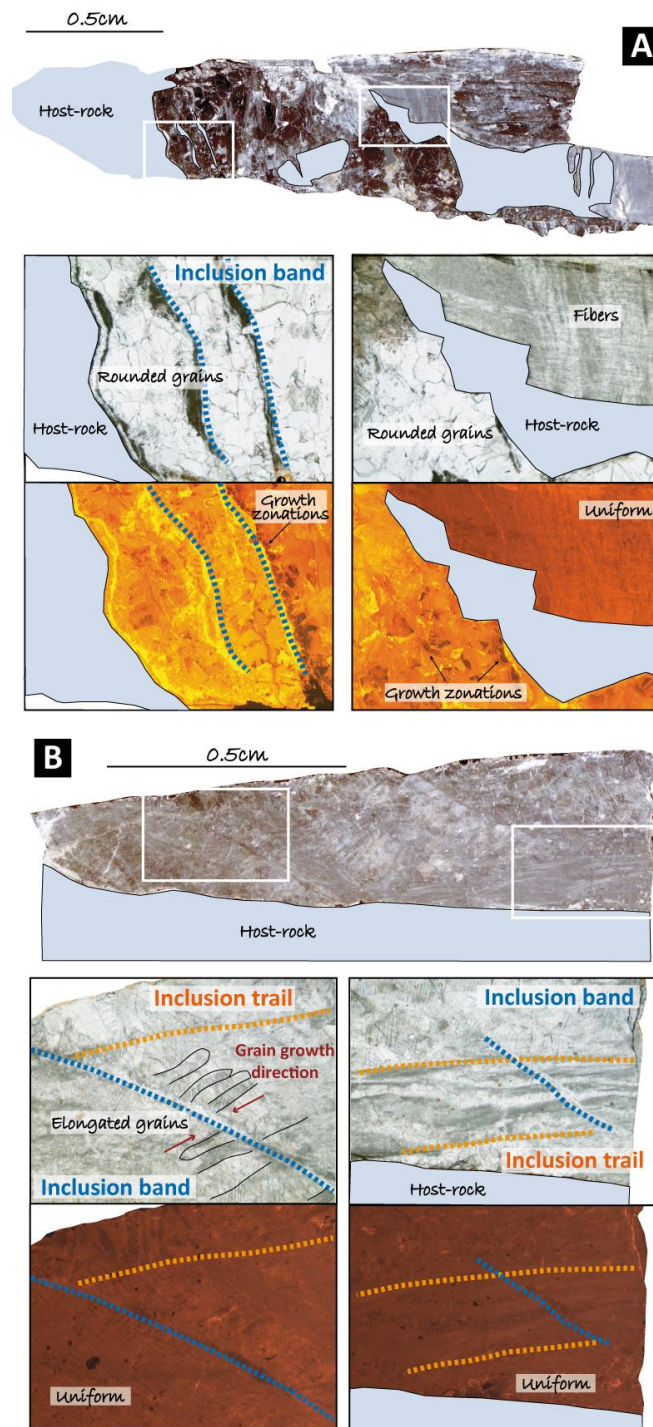 0.5cm
A
Host-rock
Inclusion band
Rounded grains
Host-rock
Fibers
Host-rock
Rounded grains
Growth
zonations
Uniform
Growth zonations
B
0.5cm
Host-rock
Inclusion trail
Grain growth
direction
Elongated grains
Inclusion band
Inclusion band
Inclusion trail
Host-rock
Uniform
Uniform